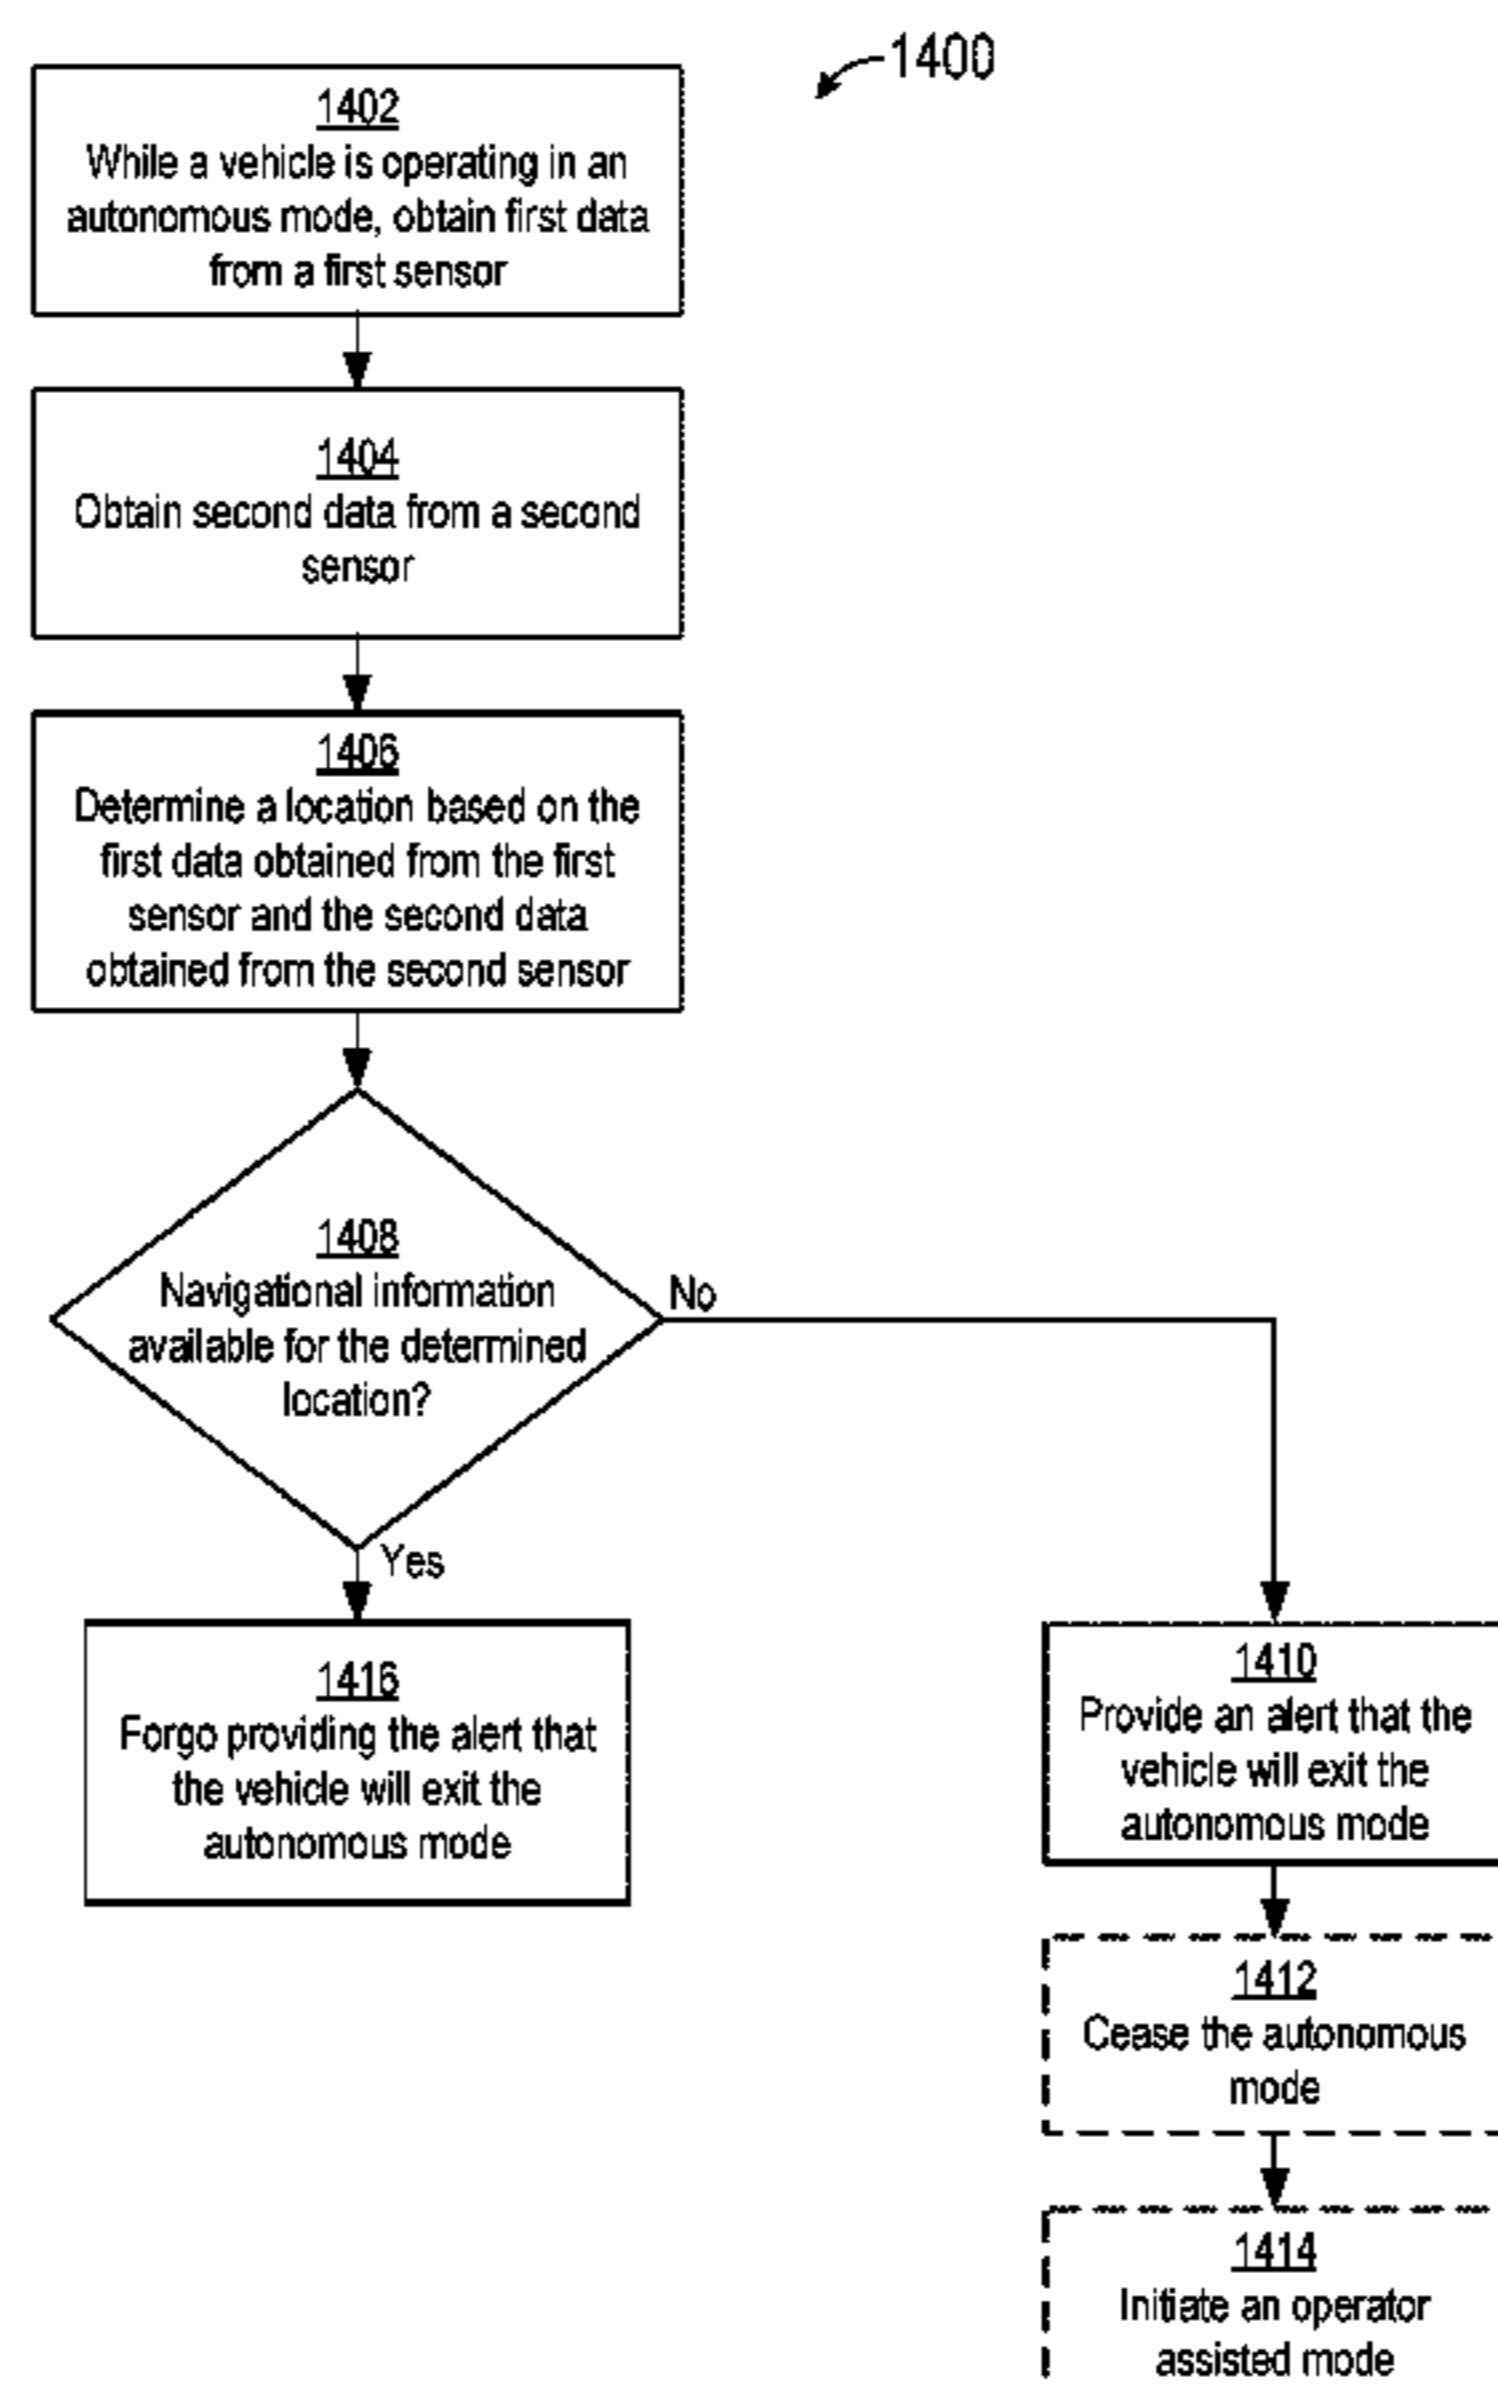 1400
1402
While a vehicle is operating in an
autonomous mode, obtain first data
from a first sensor
1404
Obtain second data from a second
sensor
1406
Determine a location based on the
first data obtained from the first
sensor and the second data
obtained from the second sensor
1408
Navigational information
available for the determined
location?
No
Yes
1416
Forgo providing the alert that
the vehicle will exit the
autonomous mode
1410
Provide an alert that the
vehicle will exit the
autonomous mode
1412
Cease the autonomous
mode
1414
Initiate an operator
assisted mode